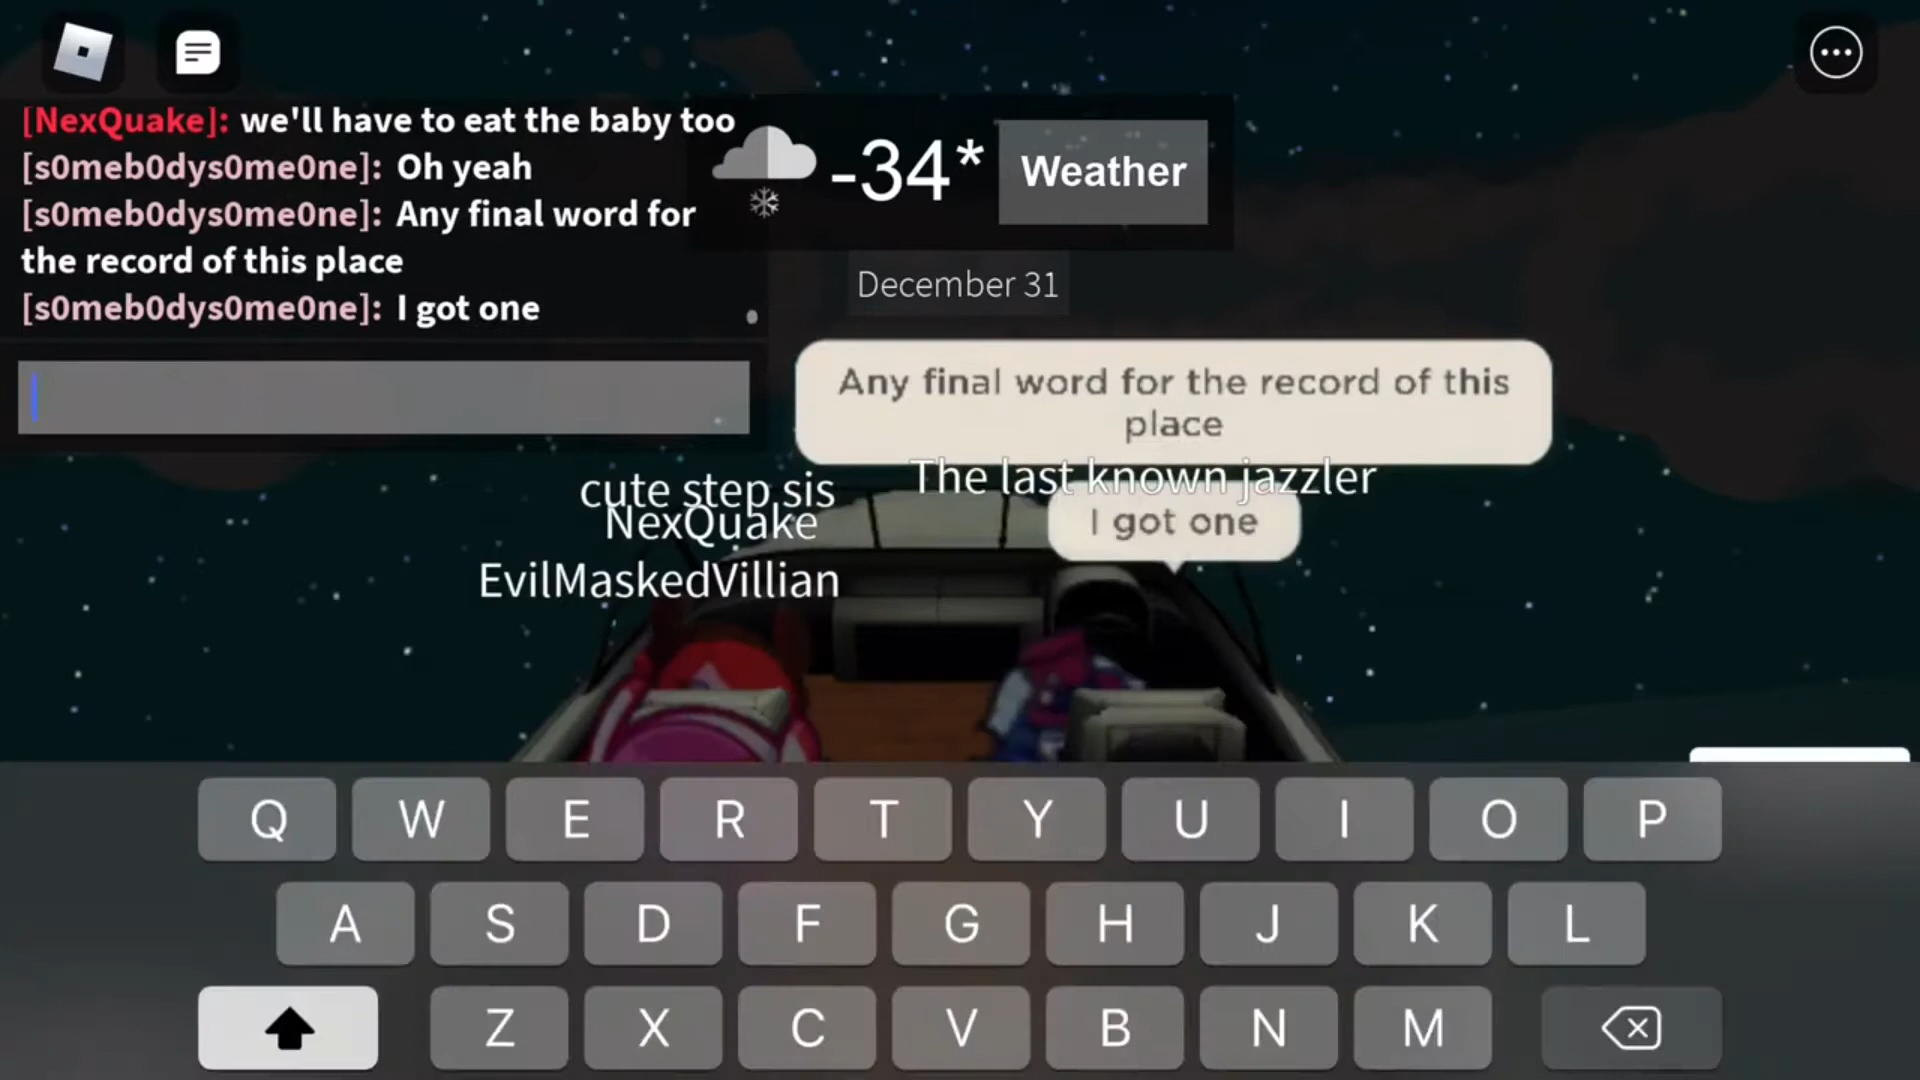 [NexQuake]: we'll have to eat the baby too
[s0meb0dys0me0ne]: Oh yeah
[s0meb0dys0me0ne]: Any final word for
the record of this place
[s0meb0dys0me0ne]: I got one
-34* Weather
December 31
Any final word for the record of this
place
The last known jazzler
I got one
cute step sis
NexQuake
EvilMaskedVillian
Q W E R T Y U I O P
A S D F G H J K L
Z X C V B N M